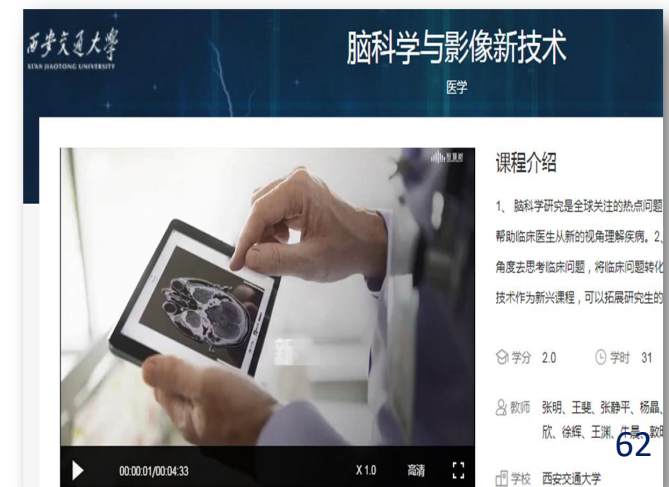 西安交通大學
XI'AN JIAOTONG UNIVERSITY
脑科学与影像新技术
医学
智慧树
课程介绍
1、 脑科学研究是全球关注的热点问题
帮助临床医生从新的视角理解疾病。2、
角度去思考临床问题，将临床问题转化
技术作为新兴课程，可以拓展研究生的
学分 2.0 学时 31
教师 张明、王斐、张静平、杨晶、
欣、徐辉、王渊、牛晨、
62
00:00:01/00:04:33 X 1.0 高清
学校 西安交通大学